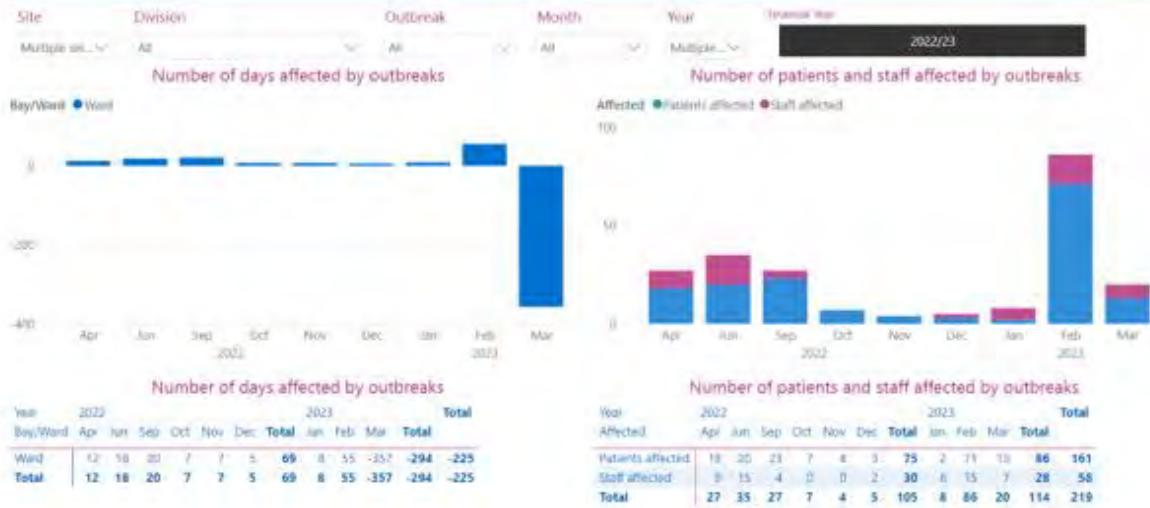 Site Division Outbreak Month Year Financial Year
Multiple sel... All All All Multiple... 2022/23
Number of days affected by outbreaks
Bay/Ward Ward
0
-200
-400
Apr Jun Sep Oct Nov Dec Jan Feb Mar
2022 2023
Number of patients and staff affected by outbreaks
Affected Patients affected Staff affected
100
50
0
Apr Jun Sep Oct Nov Dec Jan Feb Mar
2022 2023
Number of days affected by outbreaks
Year 2022 2023 Total
Bay/Ward Apr Jun Sep Oct Nov Dec Total Jan Feb Mar Total
Ward 12 18 20 7 7 5 69 8 55 -357 -294 -225
Total 12 18 20 7 7 5 69 8 55 -357 -294 -225
Number of patients and staff affected by outbreaks
Year 2022 2023 Total
Affected Apr Jun Sep Oct Nov Dec Total Jan Feb Mar Total
Patients affected 18 20 23 7 4 3 75 2 71 13 86 161
Staff affected 9 15 4 0 0 2 30 6 15 7 28 58
Total 27 35 27 7 4 5 105 8 86 20 114 219